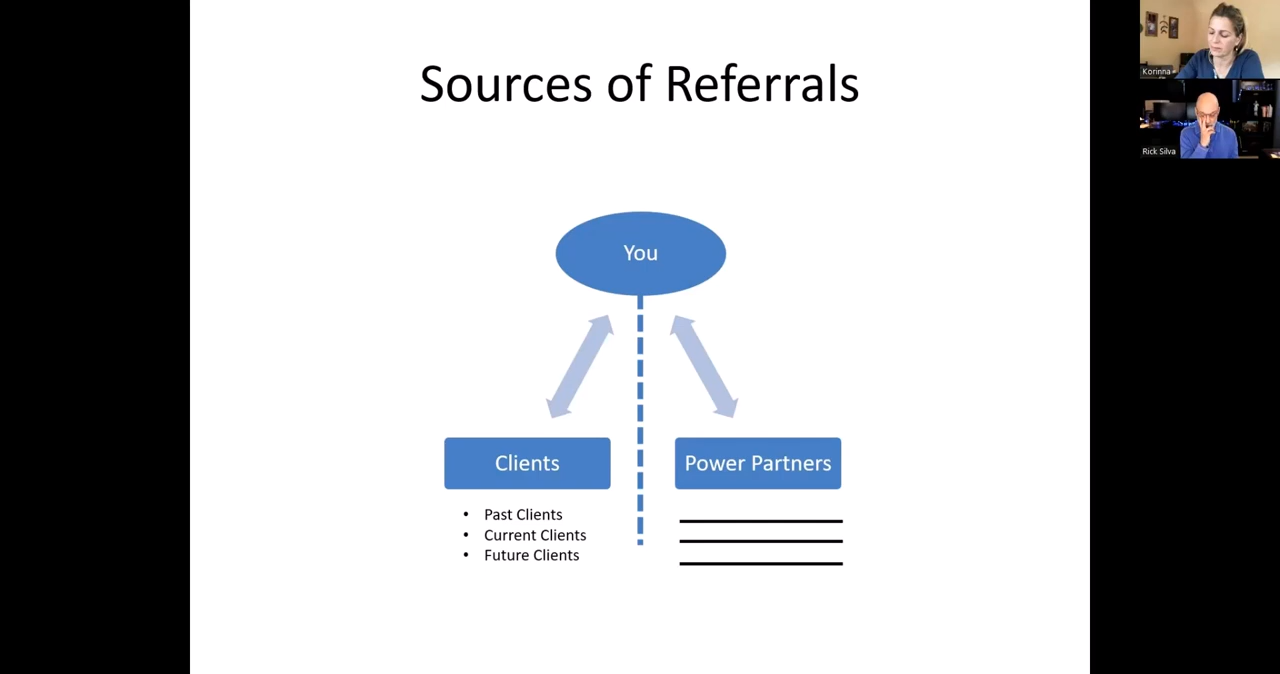 Sources of Referrals
You
Clients
Power Partners
• Past Clients
• Current Clients
• Future Clients
Korinna
Rick Silva